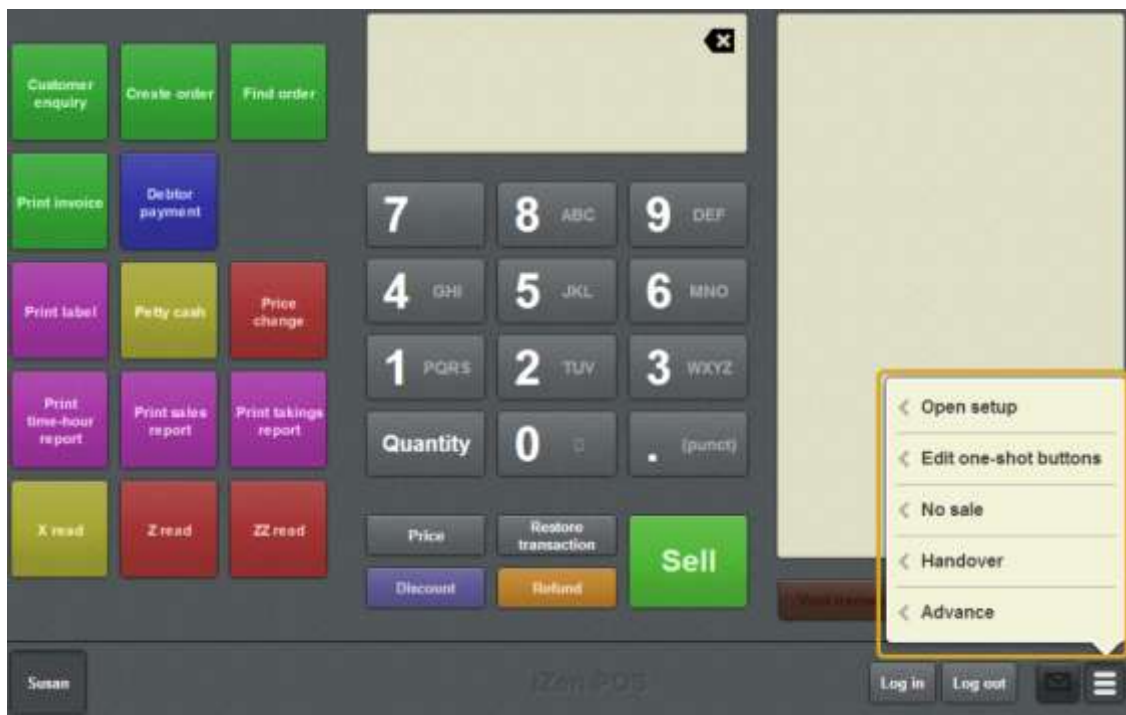 Customer
enquiry
Create order
Find order
Print invoice
Debtor
payment
Print label
Petty cash
Price
change
Print
time-hour
report
Print sales
report
Print takings
report
X read
Z read
ZZ read
7
8 ABC
9 DEF
4 GHI
5 JKL
6 MNO
1 PQRS
2 TUV
3 WXYZ
Quantity
0
. (punct)
Price
Restore
transaction
Sell
Discount
Refund
Open setup
Edit one-shot buttons
No sale
Handover
Advance
Susan
Log in
Log out